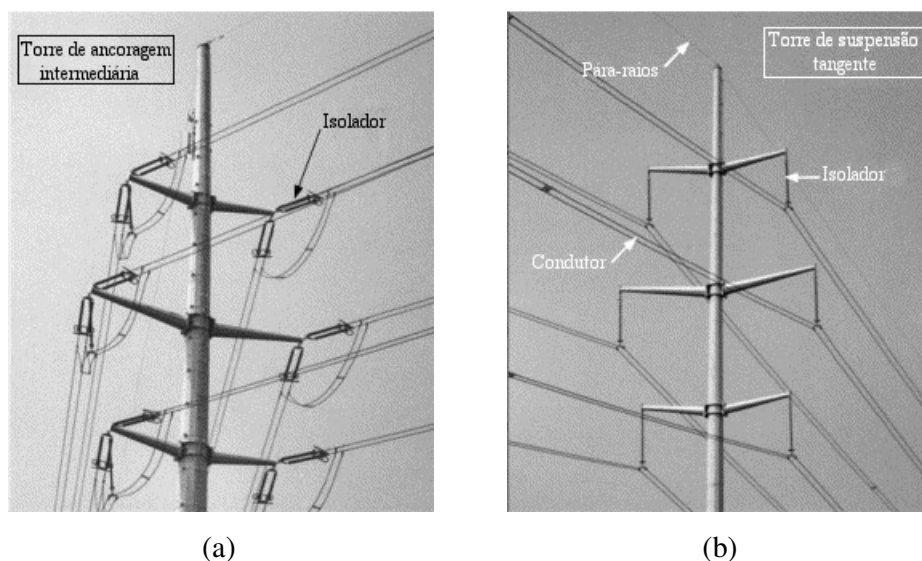 Torre de ancoragem
intermediária
Isolador
(a)
Torre de suspensão
tangente
Pára-raios
Isolador
Condutor
(b)